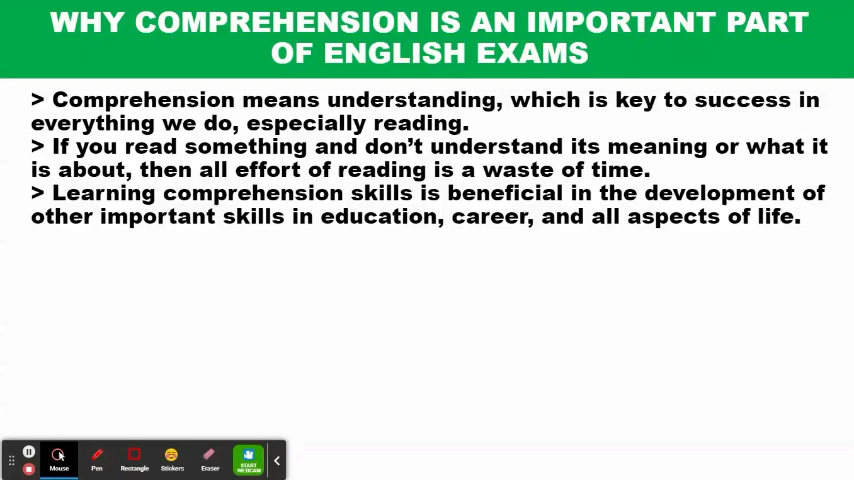 WHY COMPREHENSION IS AN IMPORTANT PART
OF ENGLISH EXAMS
> Comprehension means understanding, which is key to success in
everything we do, especially reading.
> If you read something and don’t understand its meaning or what it
is about, then all effort of reading is a waste of time.
> Learning comprehension skills is beneficial in the development of
other important skills in education, career, and all aspects of life.
Mouse Pen Rectangle Stickers Eraser START
WEBCAM